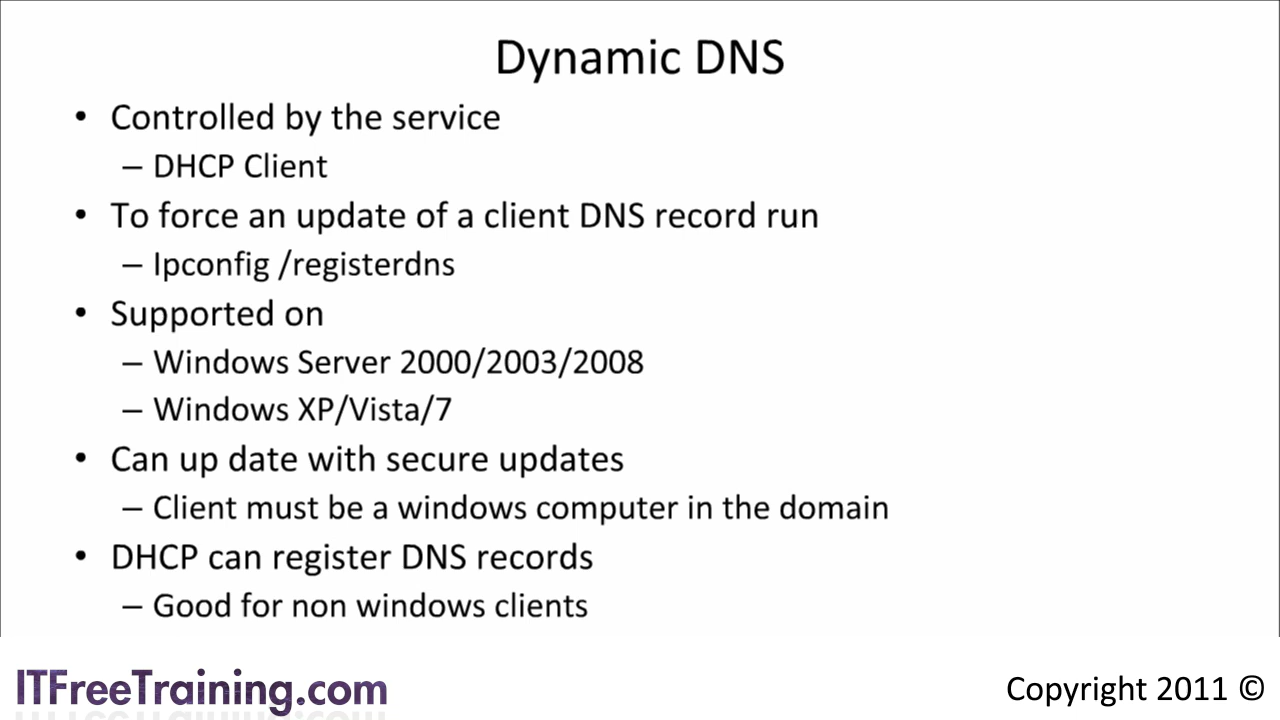 Dynamic DNS
• Controlled by the service
– DHCP Client
• To force an update of a client DNS record run
– Ipconfig /registerdns
• Supported on
– Windows Server 2000/2003/2008
– Windows XP/Vista/7
• Can up date with secure updates
– Client must be a windows computer in the domain
• DHCP can register DNS records
– Good for non windows clients
ITFreeTraining.com
Copyright 2011 ©